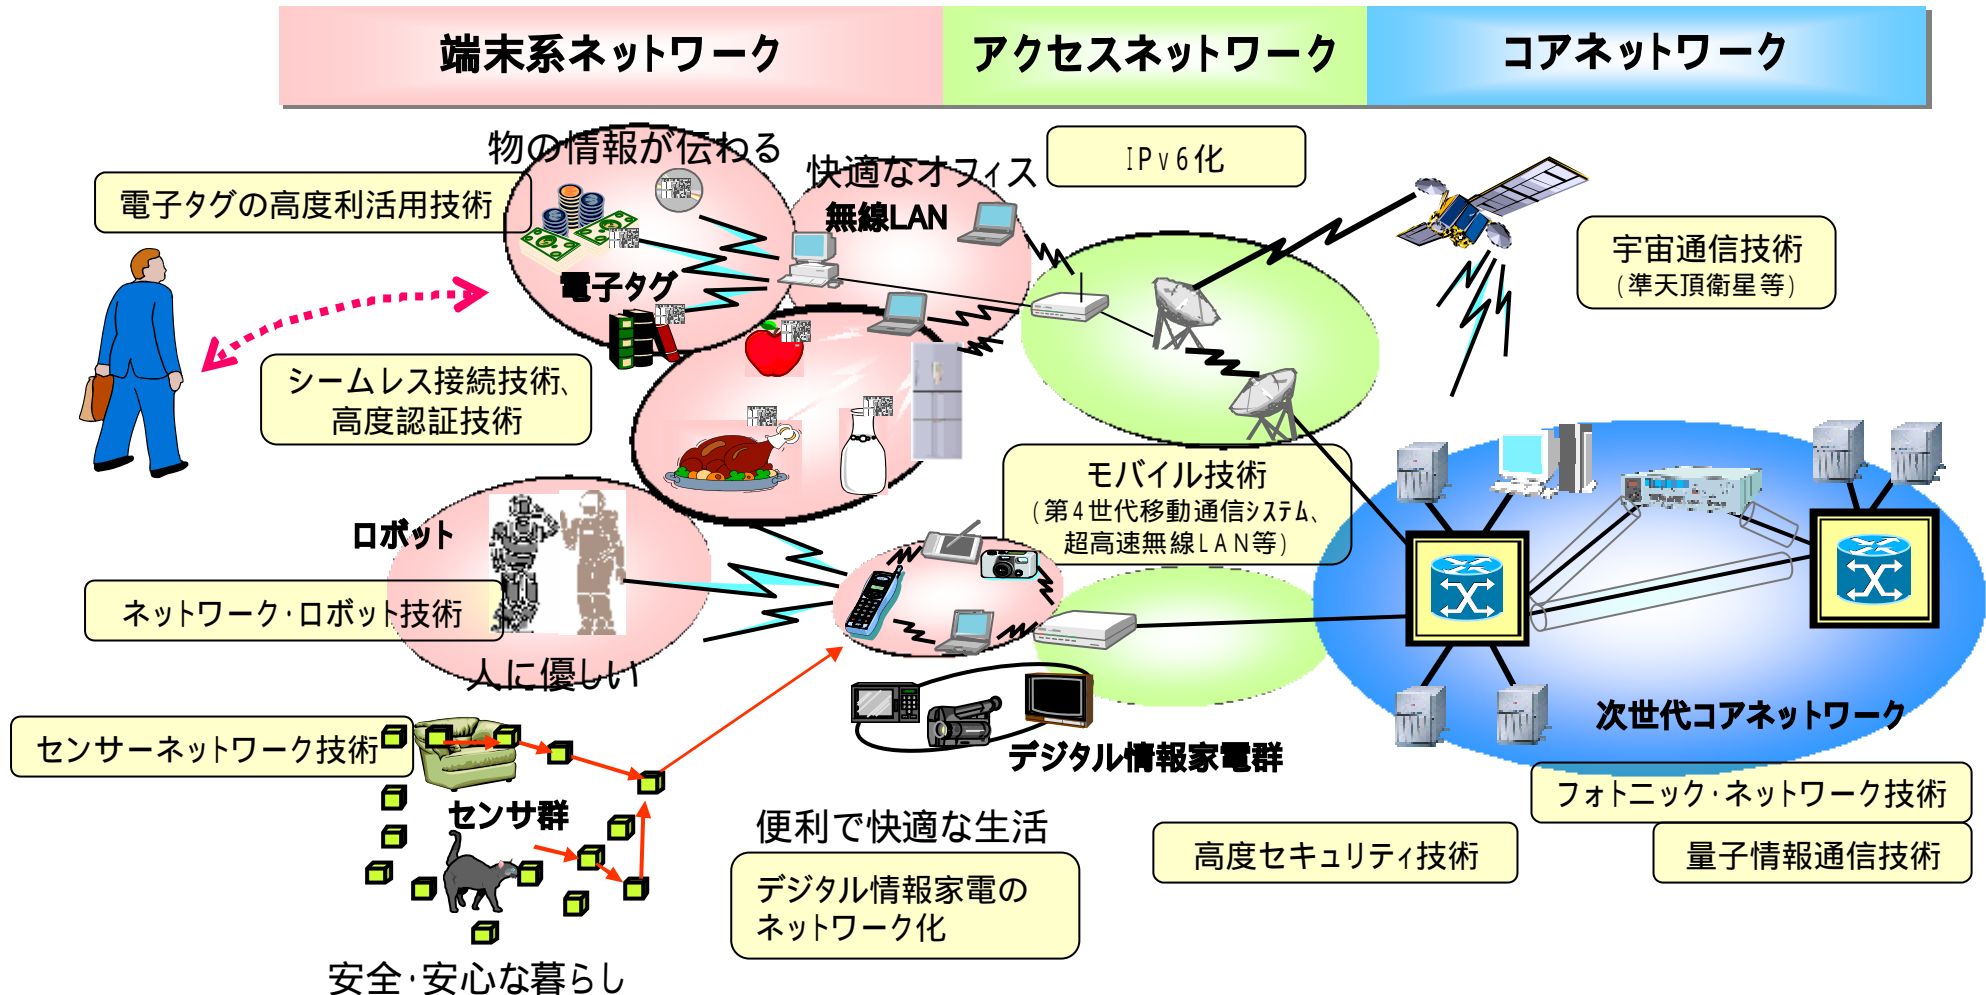 端末系ネットワーク
アクセスネットワーク
コアネットワーク
物の情報が伝わる
快適なオフィス
無線LAN
IPv6化
電子タグの高度利活用技術
宇宙通信技術
(準天頂衛星等)
電子タグ
シームレス接続技術、
高度認証技術
モバイル技術
(第4世代移動通信システム、
超高速無線LAN等)
ロボット
ネットワーク・ロボット技術
人に優しい
次世代コアネットワーク
センサーネットワーク技術
デジタル情報家電群
センサ群
フォトニック・ネットワーク技術
便利で快適な生活
高度セキュリティ技術
量子情報通信技術
デジタル情報家電の
ネットワーク化
安全・安心な暮らし